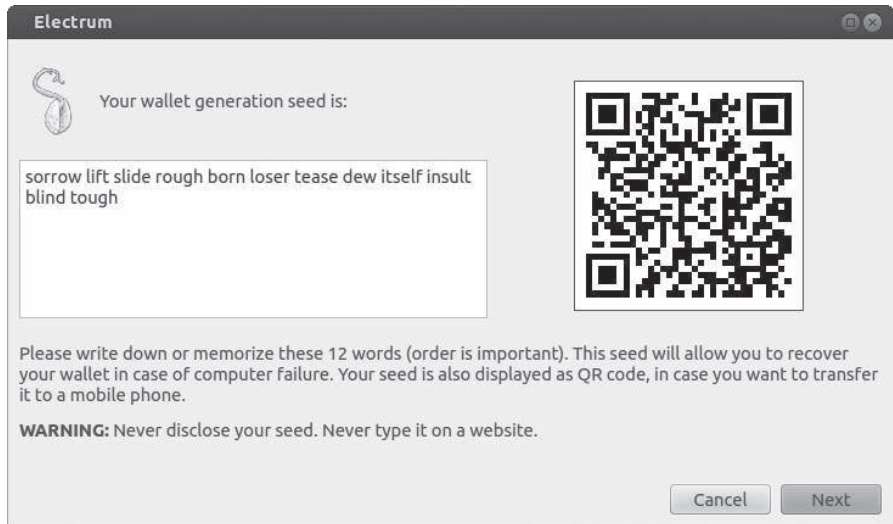 Electrum
Your wallet generation seed is:
sorrow lift slide rough born loser tease dew itself insult
blind tough
Please write down or memorize these 12 words (order is important). This seed will allow you to recover
your wallet in case of computer failure. Your seed is also displayed as QR code, in case you want to transfer
it to a mobile phone.
WARNING: Never disclose your seed. Never type it on a website.
Cancel
Next